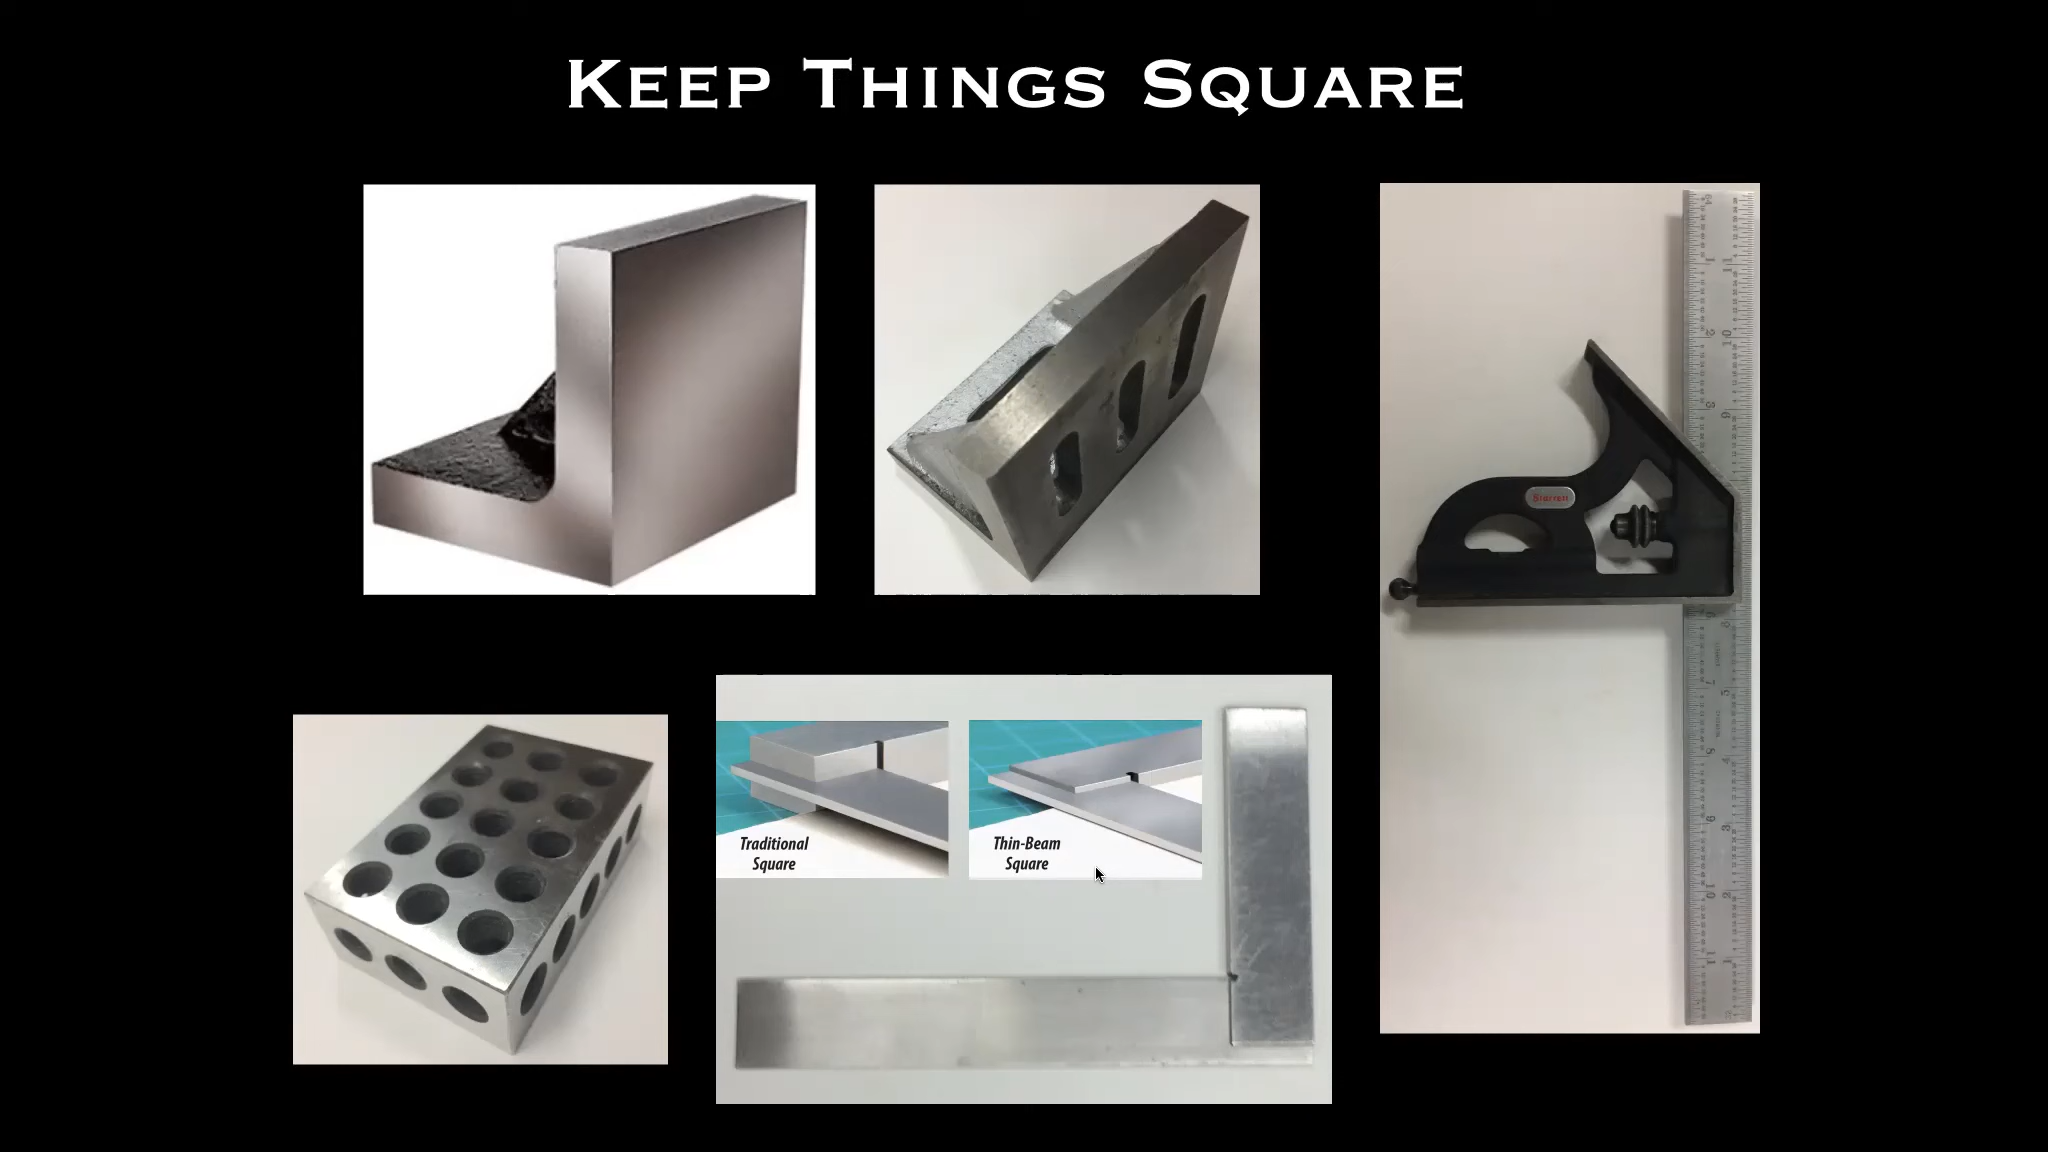 KEEP THINGS SQUARE
Starrett
Traditional
Square
Thin-Beam
Square